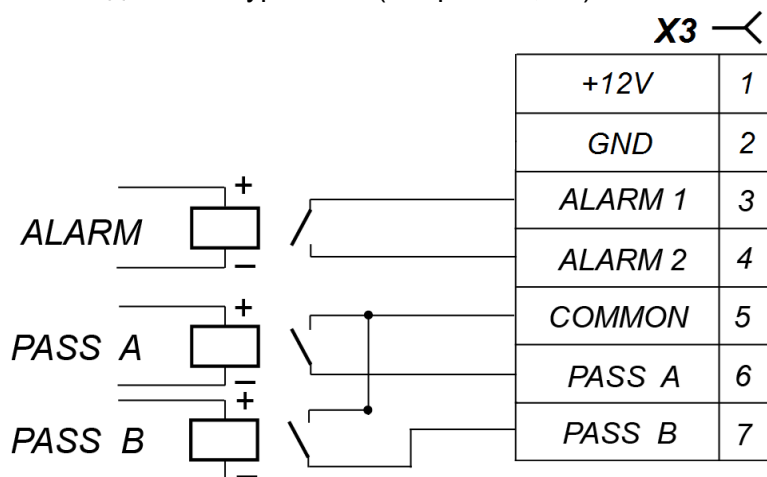 X3
+12V 1
GND 2
ALARM 1 3
ALARM 2 4
COMMON 5
PASS A 6
PASS B 7
+
ALARM
–
+
PASS A
–
+
PASS B
–